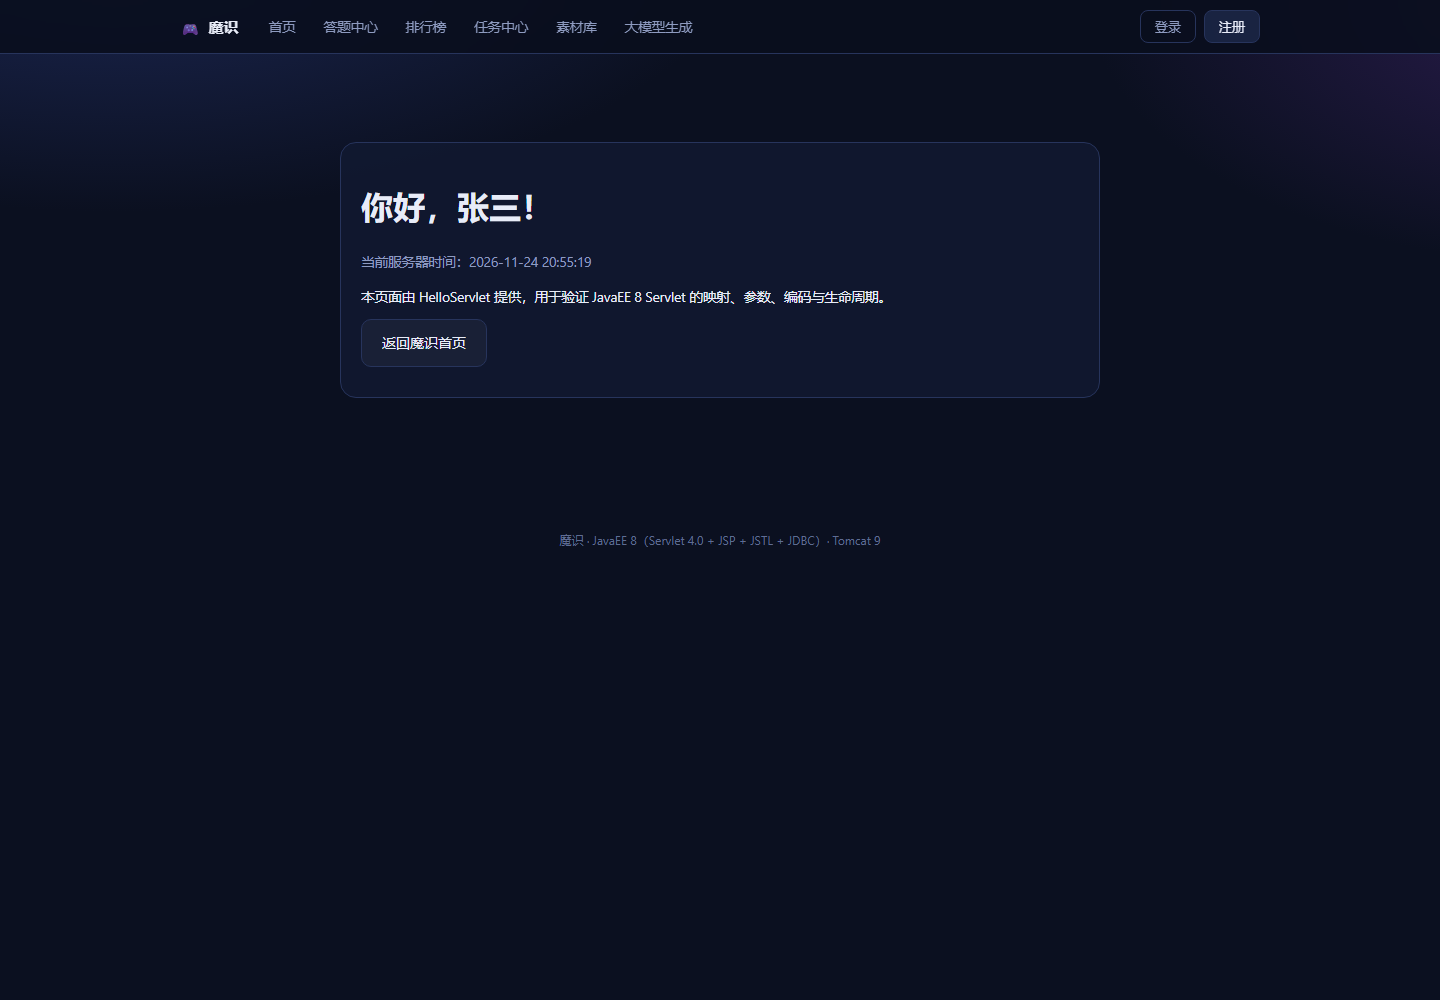 魔识 首页 答题中心 排行榜 任务中心 素材库 大模型生成 登录 注册
你好，张三！
当前服务器时间：2026-11-24 20:55:19
本页面由 HelloServlet 提供，用于验证 JavaEE 8 Servlet 的映射、参数、编码与生命周期。
返回魔识首页
魔识 · JavaEE 8（Servlet 4.0 + JSP + JSTL + JDBC）· Tomcat 9